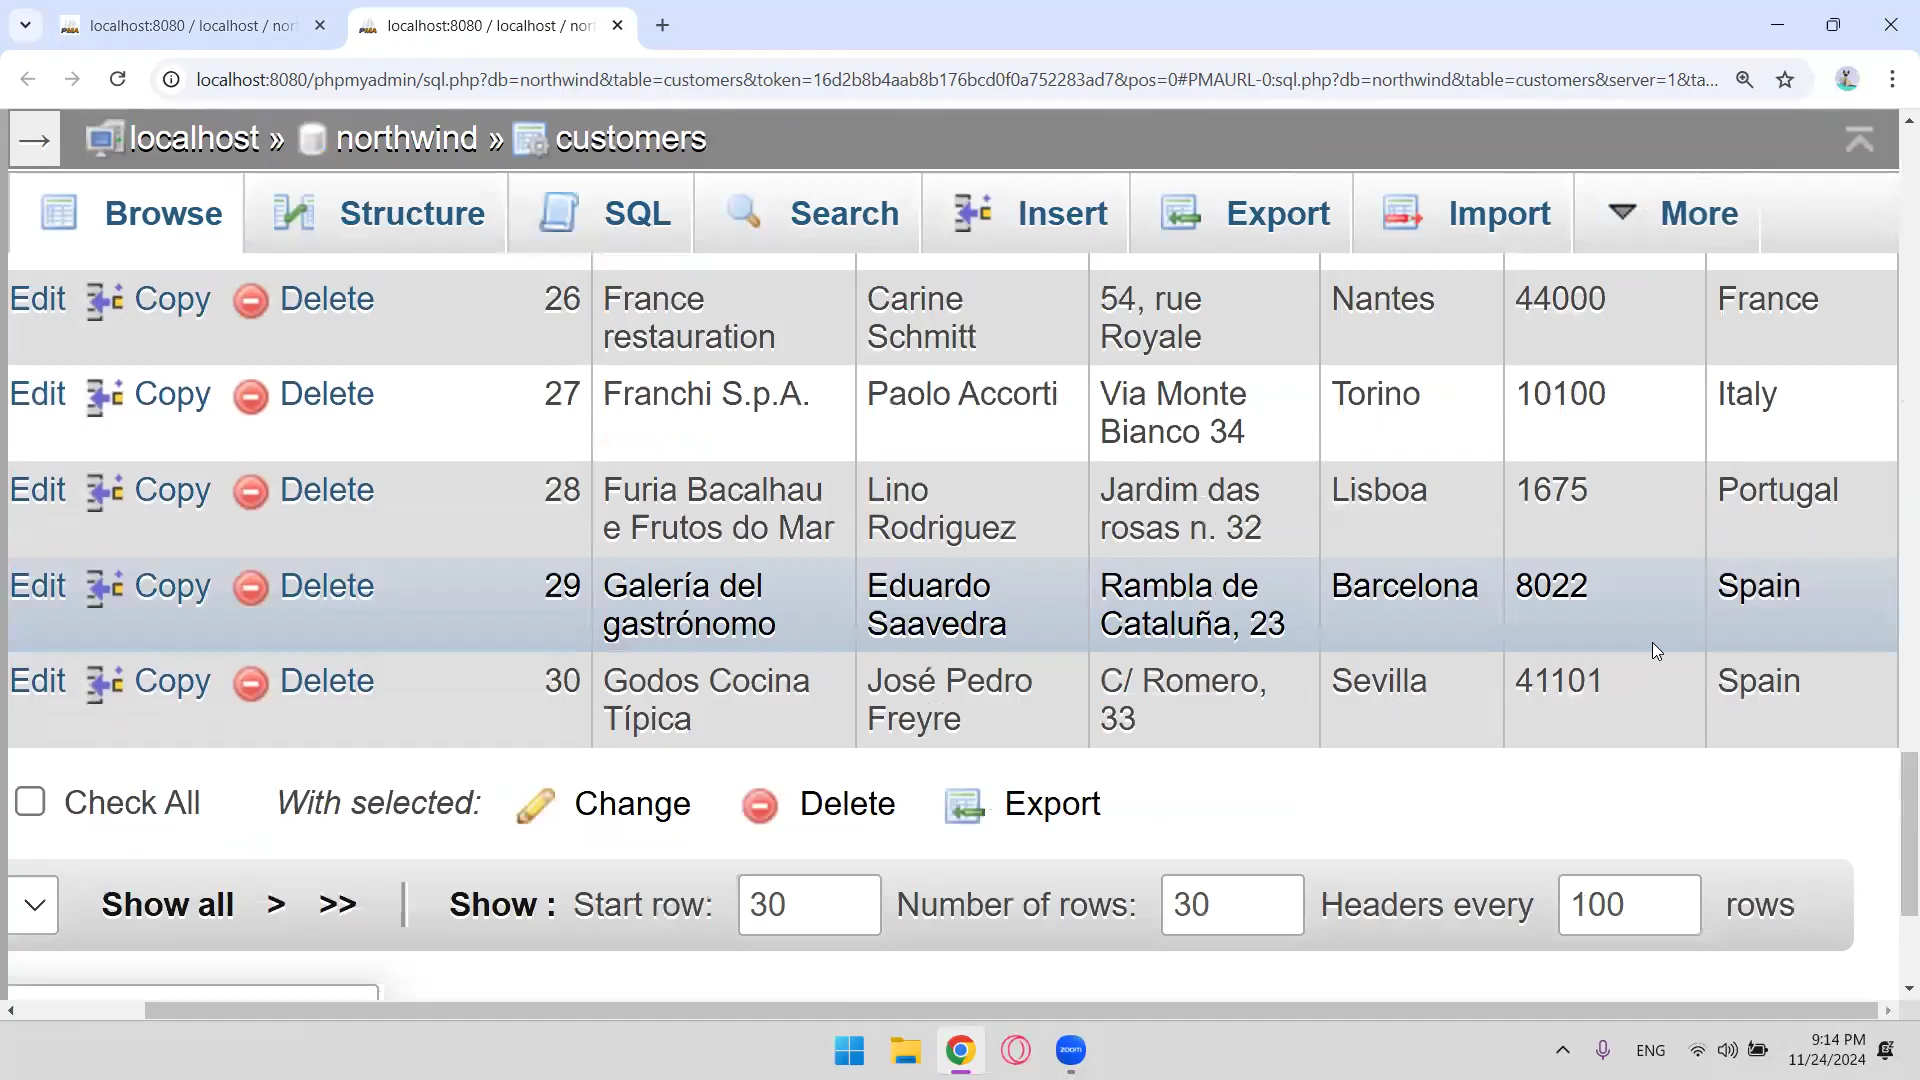 localhost:8080 / localhost / nor
localhost:8080 / localhost / nor
localhost:8080/phpmyadmin/sql.php?db=northwind&table=customers&token=16d2b8b4aab8b176bcd0f0a752283ad7&pos=0#PMAURL-0:sql.php?db=northwind&table=customers&server=1&ta...
localhost » northwind » customers
Browse Structure SQL Search Insert Export Import More
Edit Copy Delete 26 France Carine 54, rue Nantes 44000 France
restauration Schmitt Royale
Edit Copy Delete 27 Franchi S.p.A. Paolo Accorti Via Monte Torino 10100 Italy
Bianco 34
Edit Copy Delete 28 Furia Bacalhau Lino Jardim das Lisboa 1675 Portugal
e Frutos do Mar Rodriguez rosas n. 32
Edit Copy Delete 29 Galería del Eduardo Rambla de Barcelona 8022 Spain
gastrónomo Saavedra Cataluña, 23
Edit Copy Delete 30 Godos Cocina José Pedro C/ Romero, Sevilla 41101 Spain
Típica Freyre 33
Check All With selected: Change Delete Export
Show all > >> Show : Start row: 30 Number of rows: 30 Headers every 100 rows
zoom
ENG
9:14 PM
11/24/2024